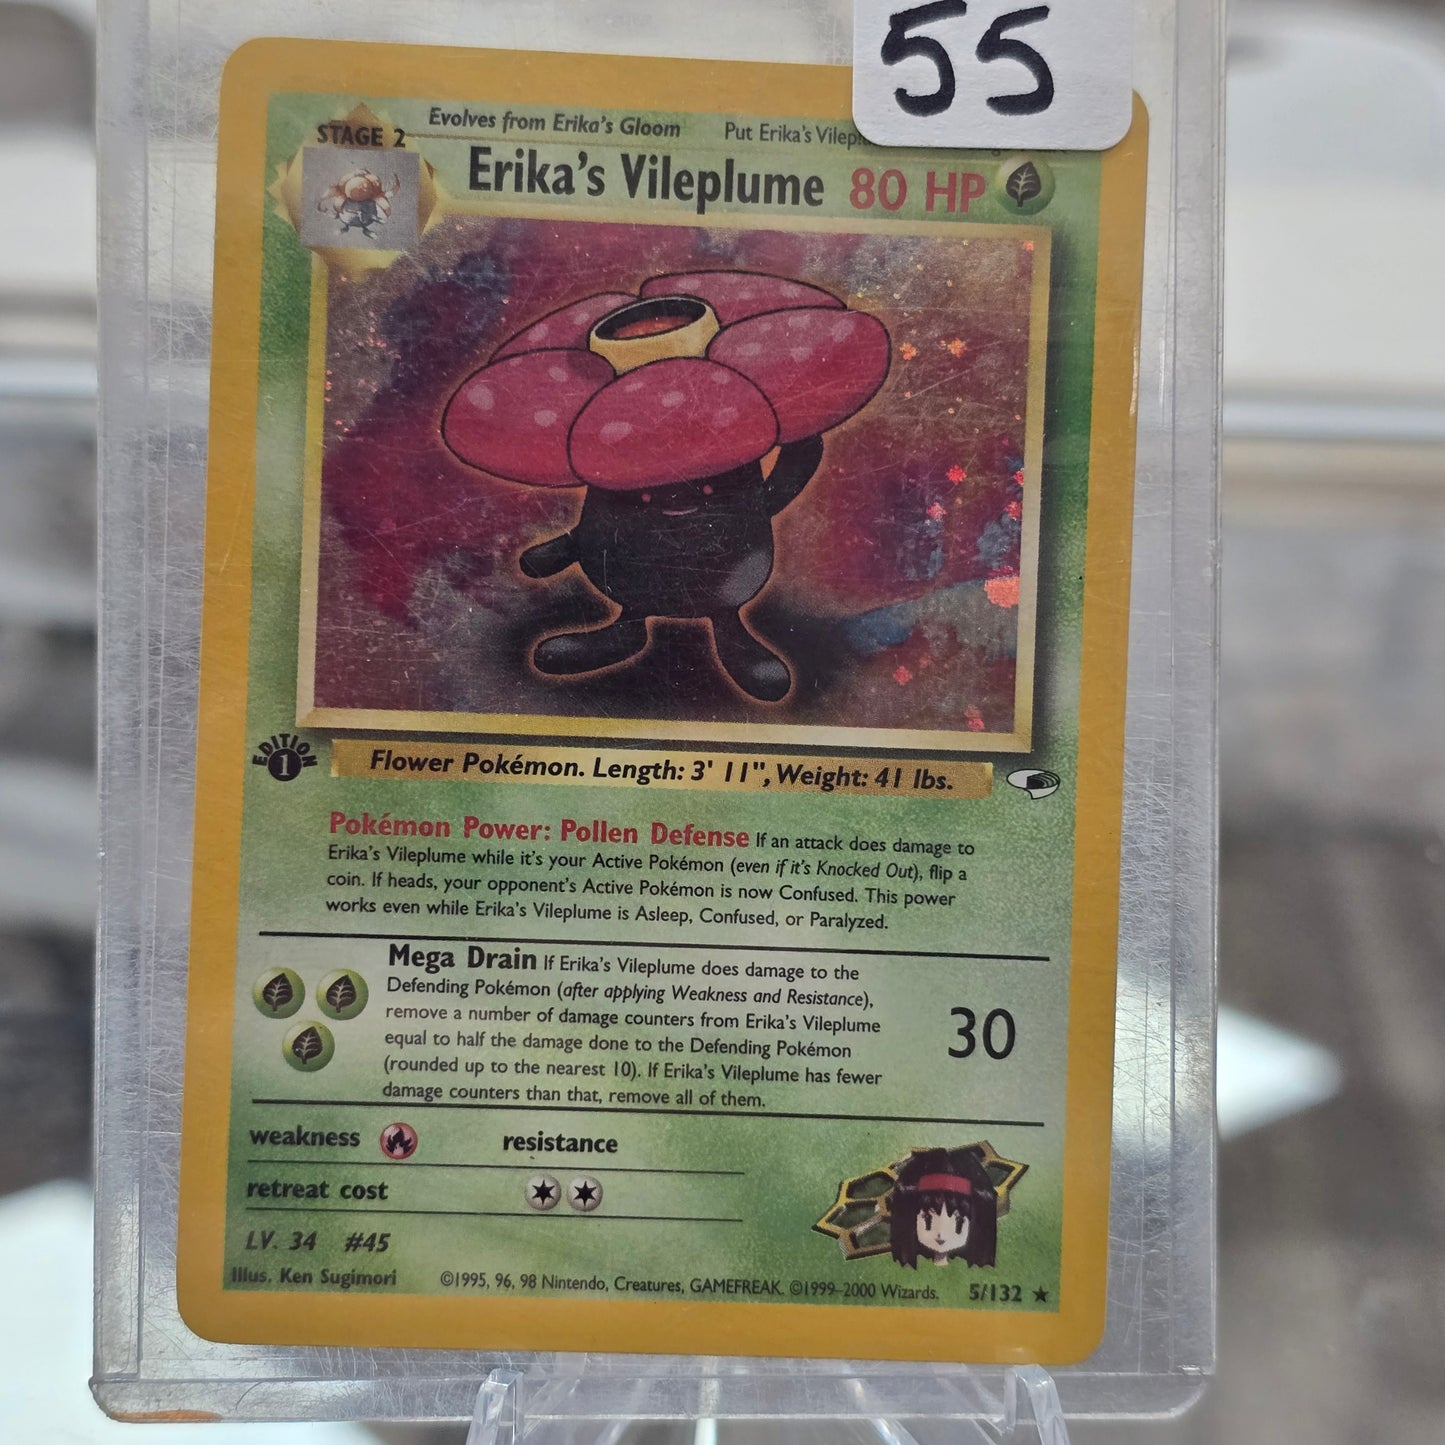 55
Evolves from Erika's Gloom Put Erika's
STAGE 2
Erika's Vileplume 80 HP
EDITION
1
Flower Pokémon. Length: 3' 11", Weight: 41 lbs.
Pokémon Power: Pollen Defense If an attack does damage to
Erika's Vileplume while it's your Active Pokémon (even if it's Knocked Out), flip a
coin. If heads, your opponent's Active Pokémon is now Confused. This power
works even while Erika's Vileplume is Asleep, Confused, or Paralyzed.
Mega Drain If Erika's Vileplume does damage to the
Defending Pokémon (after applying Weakness and Resistance),
remove a number of damage counters from Erika's Vileplume
equal to half the damage done to the Defending Pokémon
(rounded up to the nearest 10). If Erika's Vileplume has fewer
damage counters than that, remove all of them.
30
weakness resistance
retreat cost
LV. 34 #45
Illus. Ken Sugimori ©1995, 96, 98 Nintendo, Creatures, GAMEFREAK. ©1999-2000 Wizards. 5/132 ★